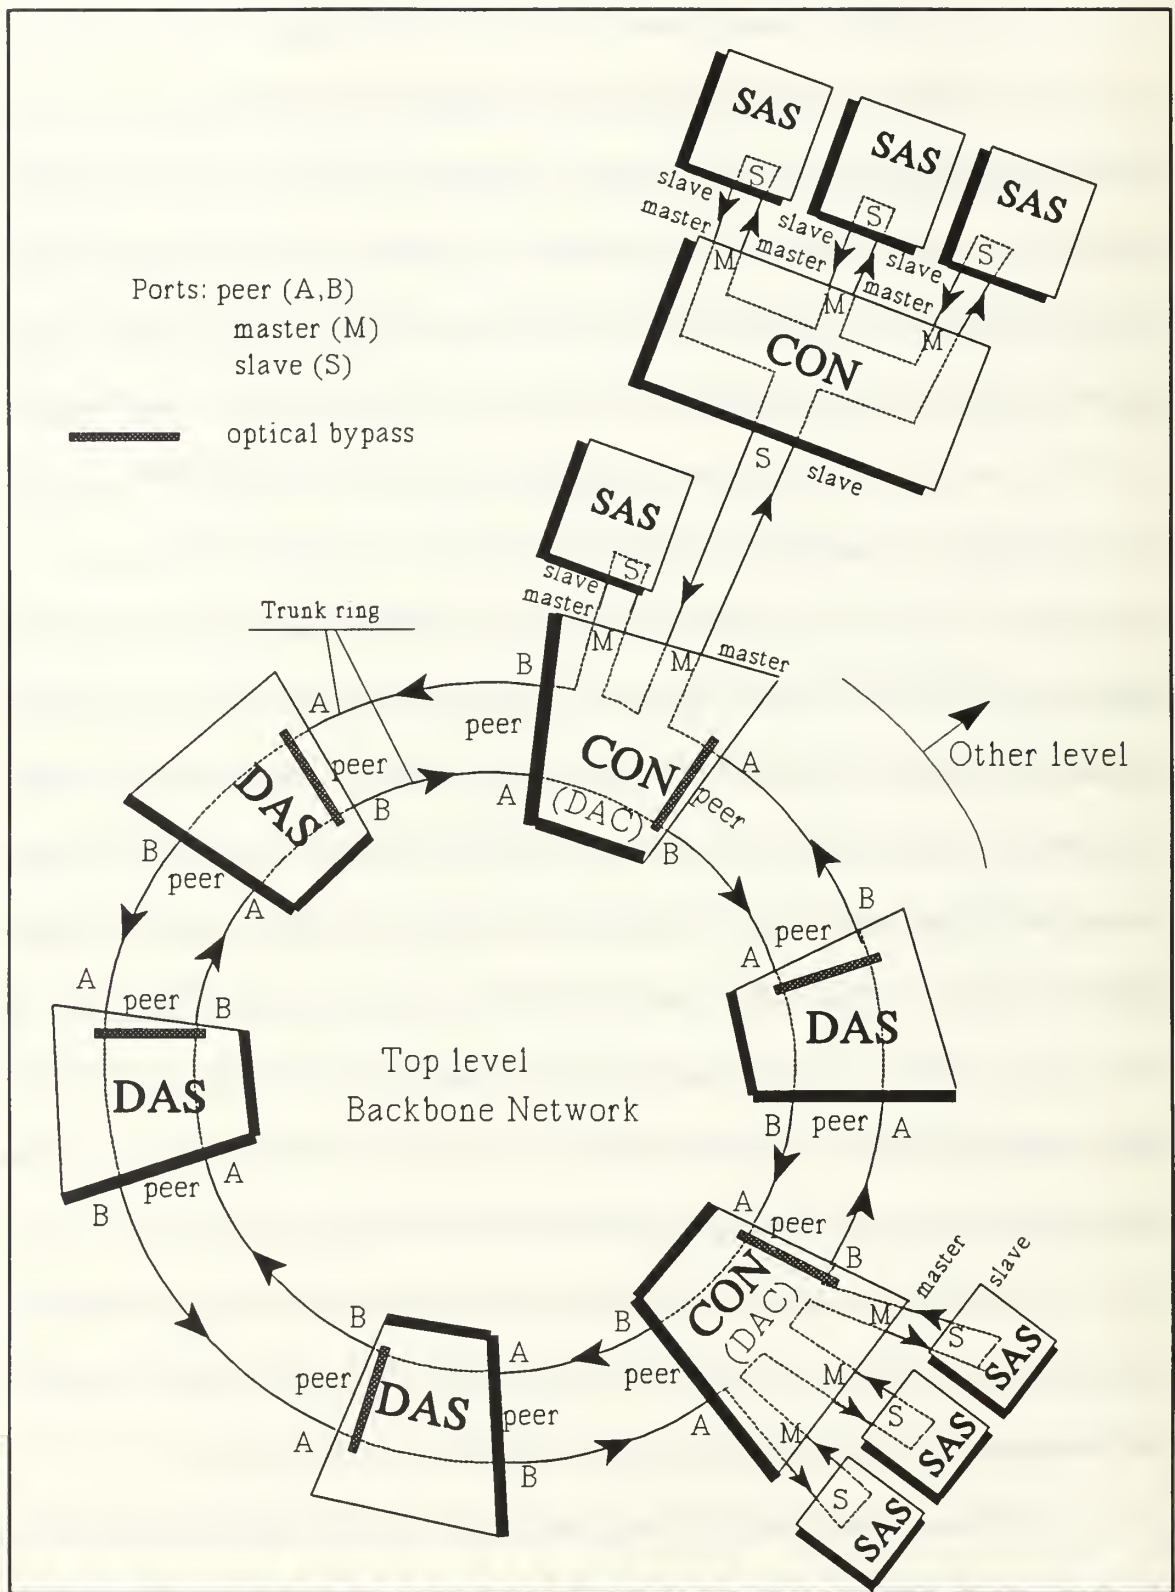 SAS
SAS
SAS
S
S
S
slave
master
slave
master
slave
master
M
M
M
CON
S
slave
Ports: peer (A,B)
master (M)
slave (S)
optical bypass
SAS
S
slave
master
M
M
master
Trunk ring
B
A
peer
A
CON
(DAC)
A
peer
B
Other level
peer
B
DAS
B
peer
A
B
peer
A
DAS
B
peer
A
A
peer
B
DAS
B
peer
A
Top level
Backbone Network
A
peer
B
CON
(DAC)
B
peer
A
master
slave
M
M
M
S
SAS
S
SAS
S
SAS
B
peer
A
DAS
A
peer
B